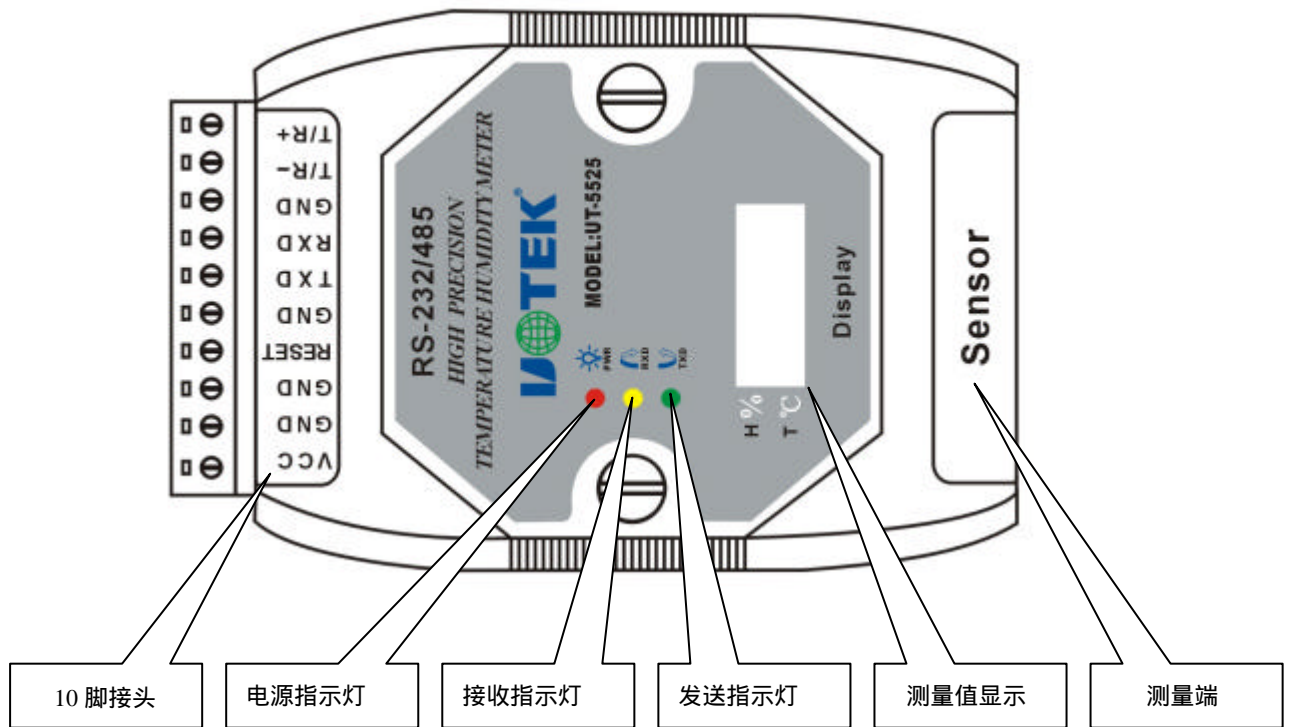 T/R+
T/R-
GND
RXD
TXD
GND
RESET
GND
GND
VCC
RS-232/485
HIGH PRECISION
TEMPERATURE HUMIDITY METER
UOTEK®
MODEL:UT-5525
PWR
RXD
TXD
H %
T ℃
Display
Sensor
10 脚接头
电源指示灯
接收指示灯
发送指示灯
测量值显示
测量端